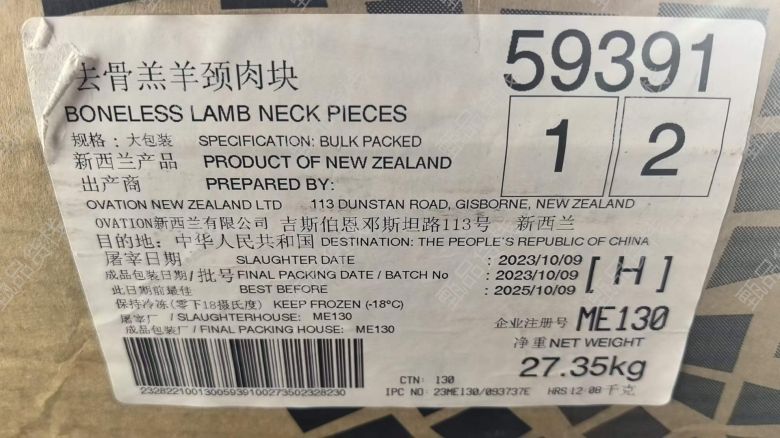 去骨羔羊颈肉块
59391
BONELESS LAMB NECK PIECES
1 2
规格: 大包装 SPECIFICATION: BULK PACKED
新西兰产品 PRODUCT OF NEW ZEALAND
出产商 PREPARED BY:
OVATION NEW ZEALAND LTD 113 DUNSTAN ROAD, GISBORNE, NEW ZEALAND
OVATION新西兰有限公司 吉斯伯恩邓斯坦路113号 新西兰
目的地: 中华人民共和国 DESTINATION: THE PEOPLE'S REPUBLIC OF CHINA
屠宰日期 SLAUGHTER DATE : 2023/10/09
成品包装日期/批号 FINAL PACKING DATE / BATCH No : 2023/10/09 [H]
此日期前最佳 BEST BEFORE : 2025/10/09
保持冷冻(零下18摄氏度) KEEP FROZEN (-18ºC)
屠宰厂 / SLAUGHTERHOUSE: ME130
企业注册号 ME130
成品包装厂 / FINAL PACKING HOUSE: ME130
净重 NET WEIGHT
27.35kg
千克
2328221001300593910027350232 8230
CTN: 130
IPC NO: 23ME130/093737E HRS 12-08